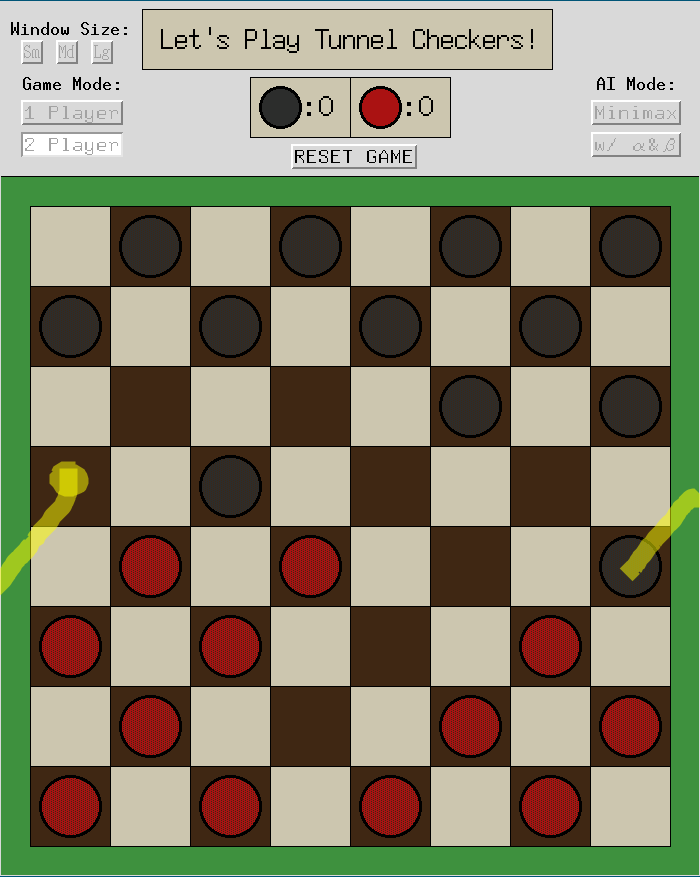 Window Size:
Sm Md Lg
Let's Play Tunnel Checkers!
Game Mode:
1 Player
2 Player
:0 :0
RESET GAME
AI Mode:
Minimax
w/ α&β